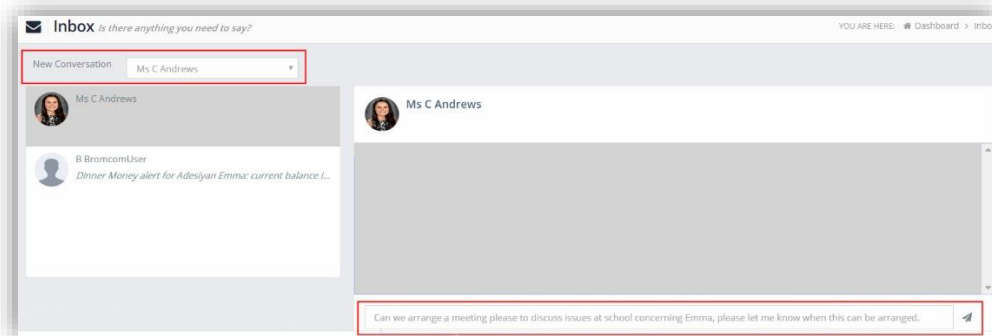 Inbox Is there anything you need to say?
YOU ARE HERE: Dashboard > Inbo
New Conversation Ms C Andrews
Ms C Andrews
B BromcomUser
Dinner Money alert for Adesiyan Emma: current balance i...
Ms C Andrews
Can we arrange a meeting please to discuss issues at school concerning Emma, please let me know when this can be arranged.